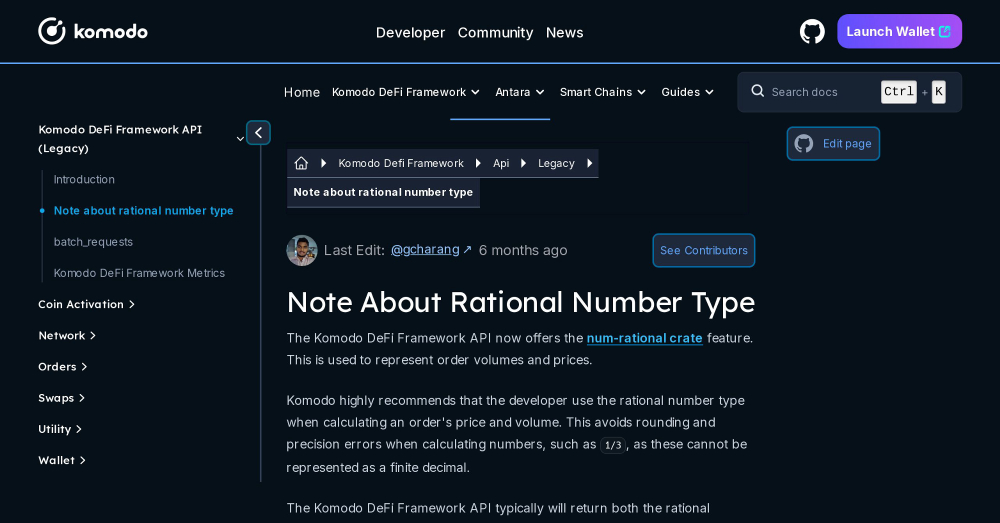 komodo
Developer Community News
Launch Wallet
Home Komodo DeFi Framework Antara Smart Chains Guides
Search docs Ctrl + K
Komodo DeFi Framework API
(Legacy)
Introduction
Note about rational number type
batch_requests
Komodo DeFi Framework Metrics
Coin Activation
Network
Orders
Swaps
Utility
Wallet
Komodo Defi Framework Api Legacy
Note about rational number type
Last Edit: @gcharang ↗ 6 months ago
See Contributors
Note About Rational Number Type
The Komodo DeFi Framework API now offers the num-rational crate feature.
This is used to represent order volumes and prices.
Komodo highly recommends that the developer use the rational number type
when calculating an order's price and volume. This avoids rounding and
precision errors when calculating numbers, such as 1/3, as these cannot be
represented as a finite decimal.
The Komodo DeFi Framework API typically will return both the rational
Edit page